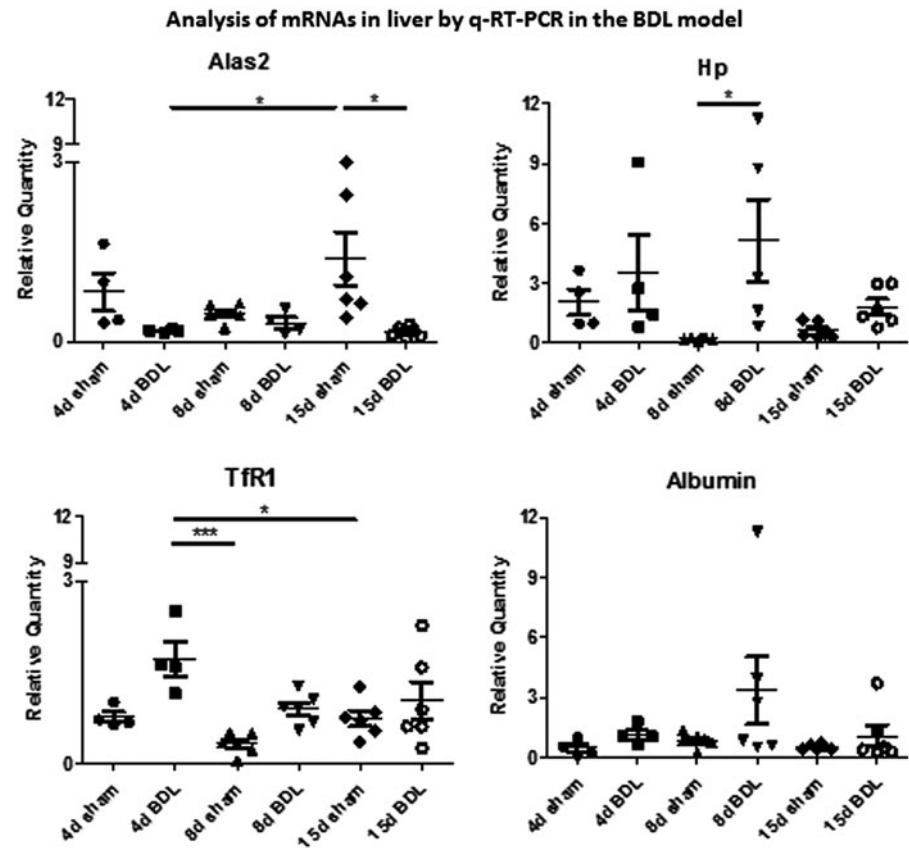 Analysis of mRNAs in liver by q-RT-PCR in the BDL model
Alas2
12
9
3
0
Relative Quantity
*
*
4d sham
4d BDL
8d sham
8d BDL
15d sham
15d BDL
Hp
12
9
6
3
0
Relative Quantity
*
4d sham
4d BDL
8d sham
8d BDL
15d sham
15d BDL
TfR1
12
9
3
0
Relative Quantity
*
***
4d sham
4d BDL
8d sham
8d BDL
15d sham
15d BDL
Albumin
12
9
6
3
0
Relative Quantity
4d sham
4d BDL
8d sham
8d BDL
15d sham
15d BDL